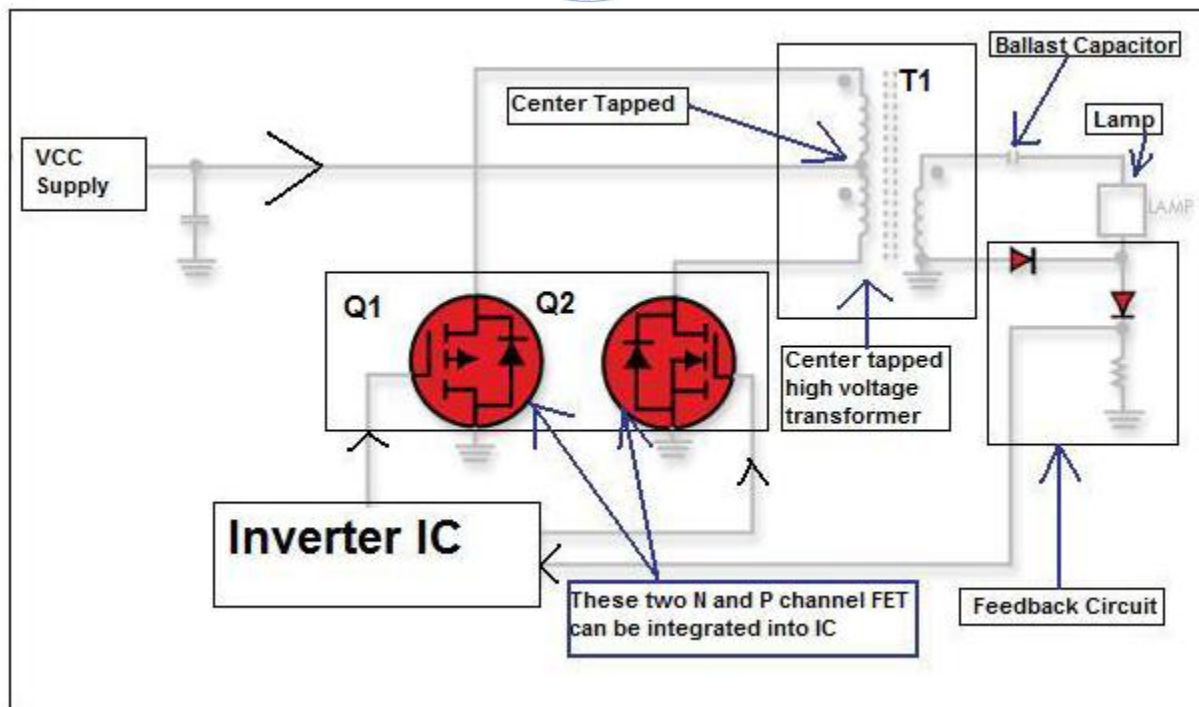 Ballast Capacitor
T1
Center Tapped
Lamp
VCC
Supply
LAMP
Q1
Q2
Center tapped
high voltage
transformer
Inverter IC
These two N and P channel FET
can be integrated into IC
Feedback Circuit